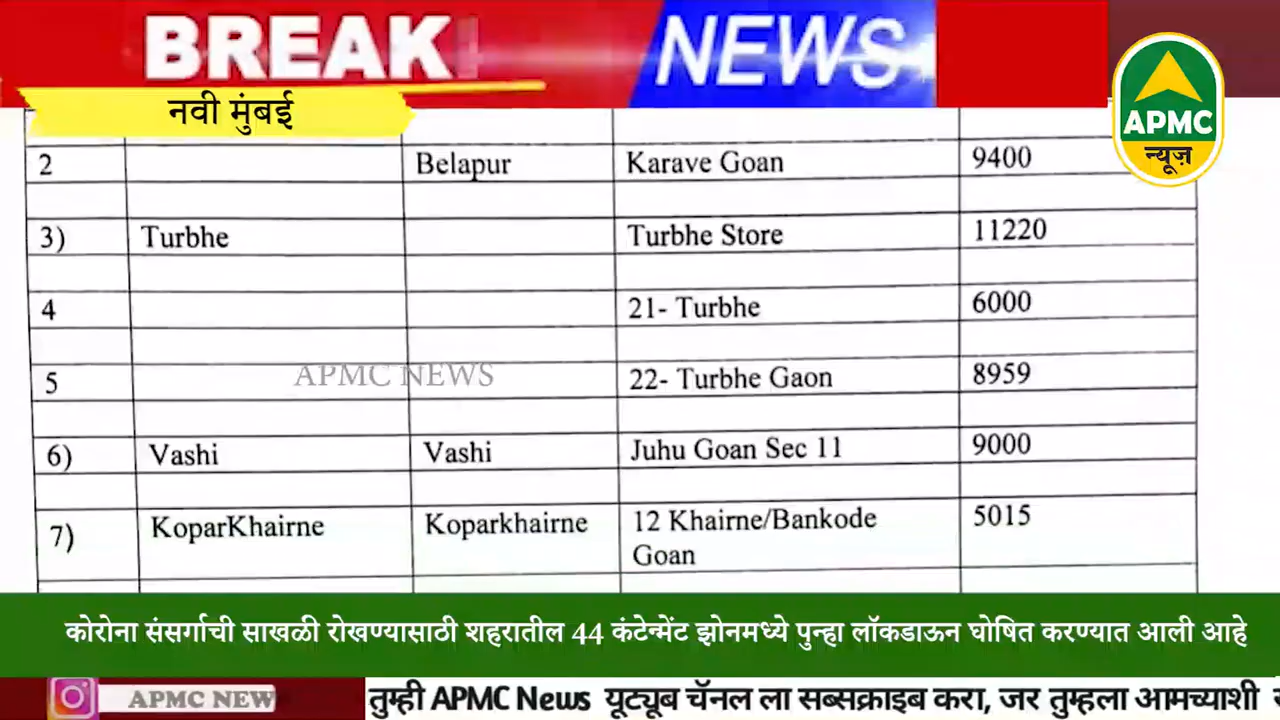 BREAK NEWS
नवी मुंबई
APMC
न्यूज़
2 Belapur Karave Goan 9400
3) Turbhe Turbhe Store 11220
4 21- Turbhe 6000
5 22- Turbhe Gaon 8959
APMC NEWS
6) Vashi Vashi Juhu Goan Sec 11 9000
7) KoparKhairne Koparkhairne 12 Khairne/Bankode 5015
Goan
कोरोना संसर्गाची साखळी रोखण्यासाठी शहरातील 44 कंटेन्मेंट झोनमध्ये पुन्हा लॉकडाऊन घोषित करण्यात आली आहे
APMC NEW
तुम्ही APMC News यूट्यूब चॅनल ला सब्सक्राइब करा, जर तुम्हला आमच्याशी